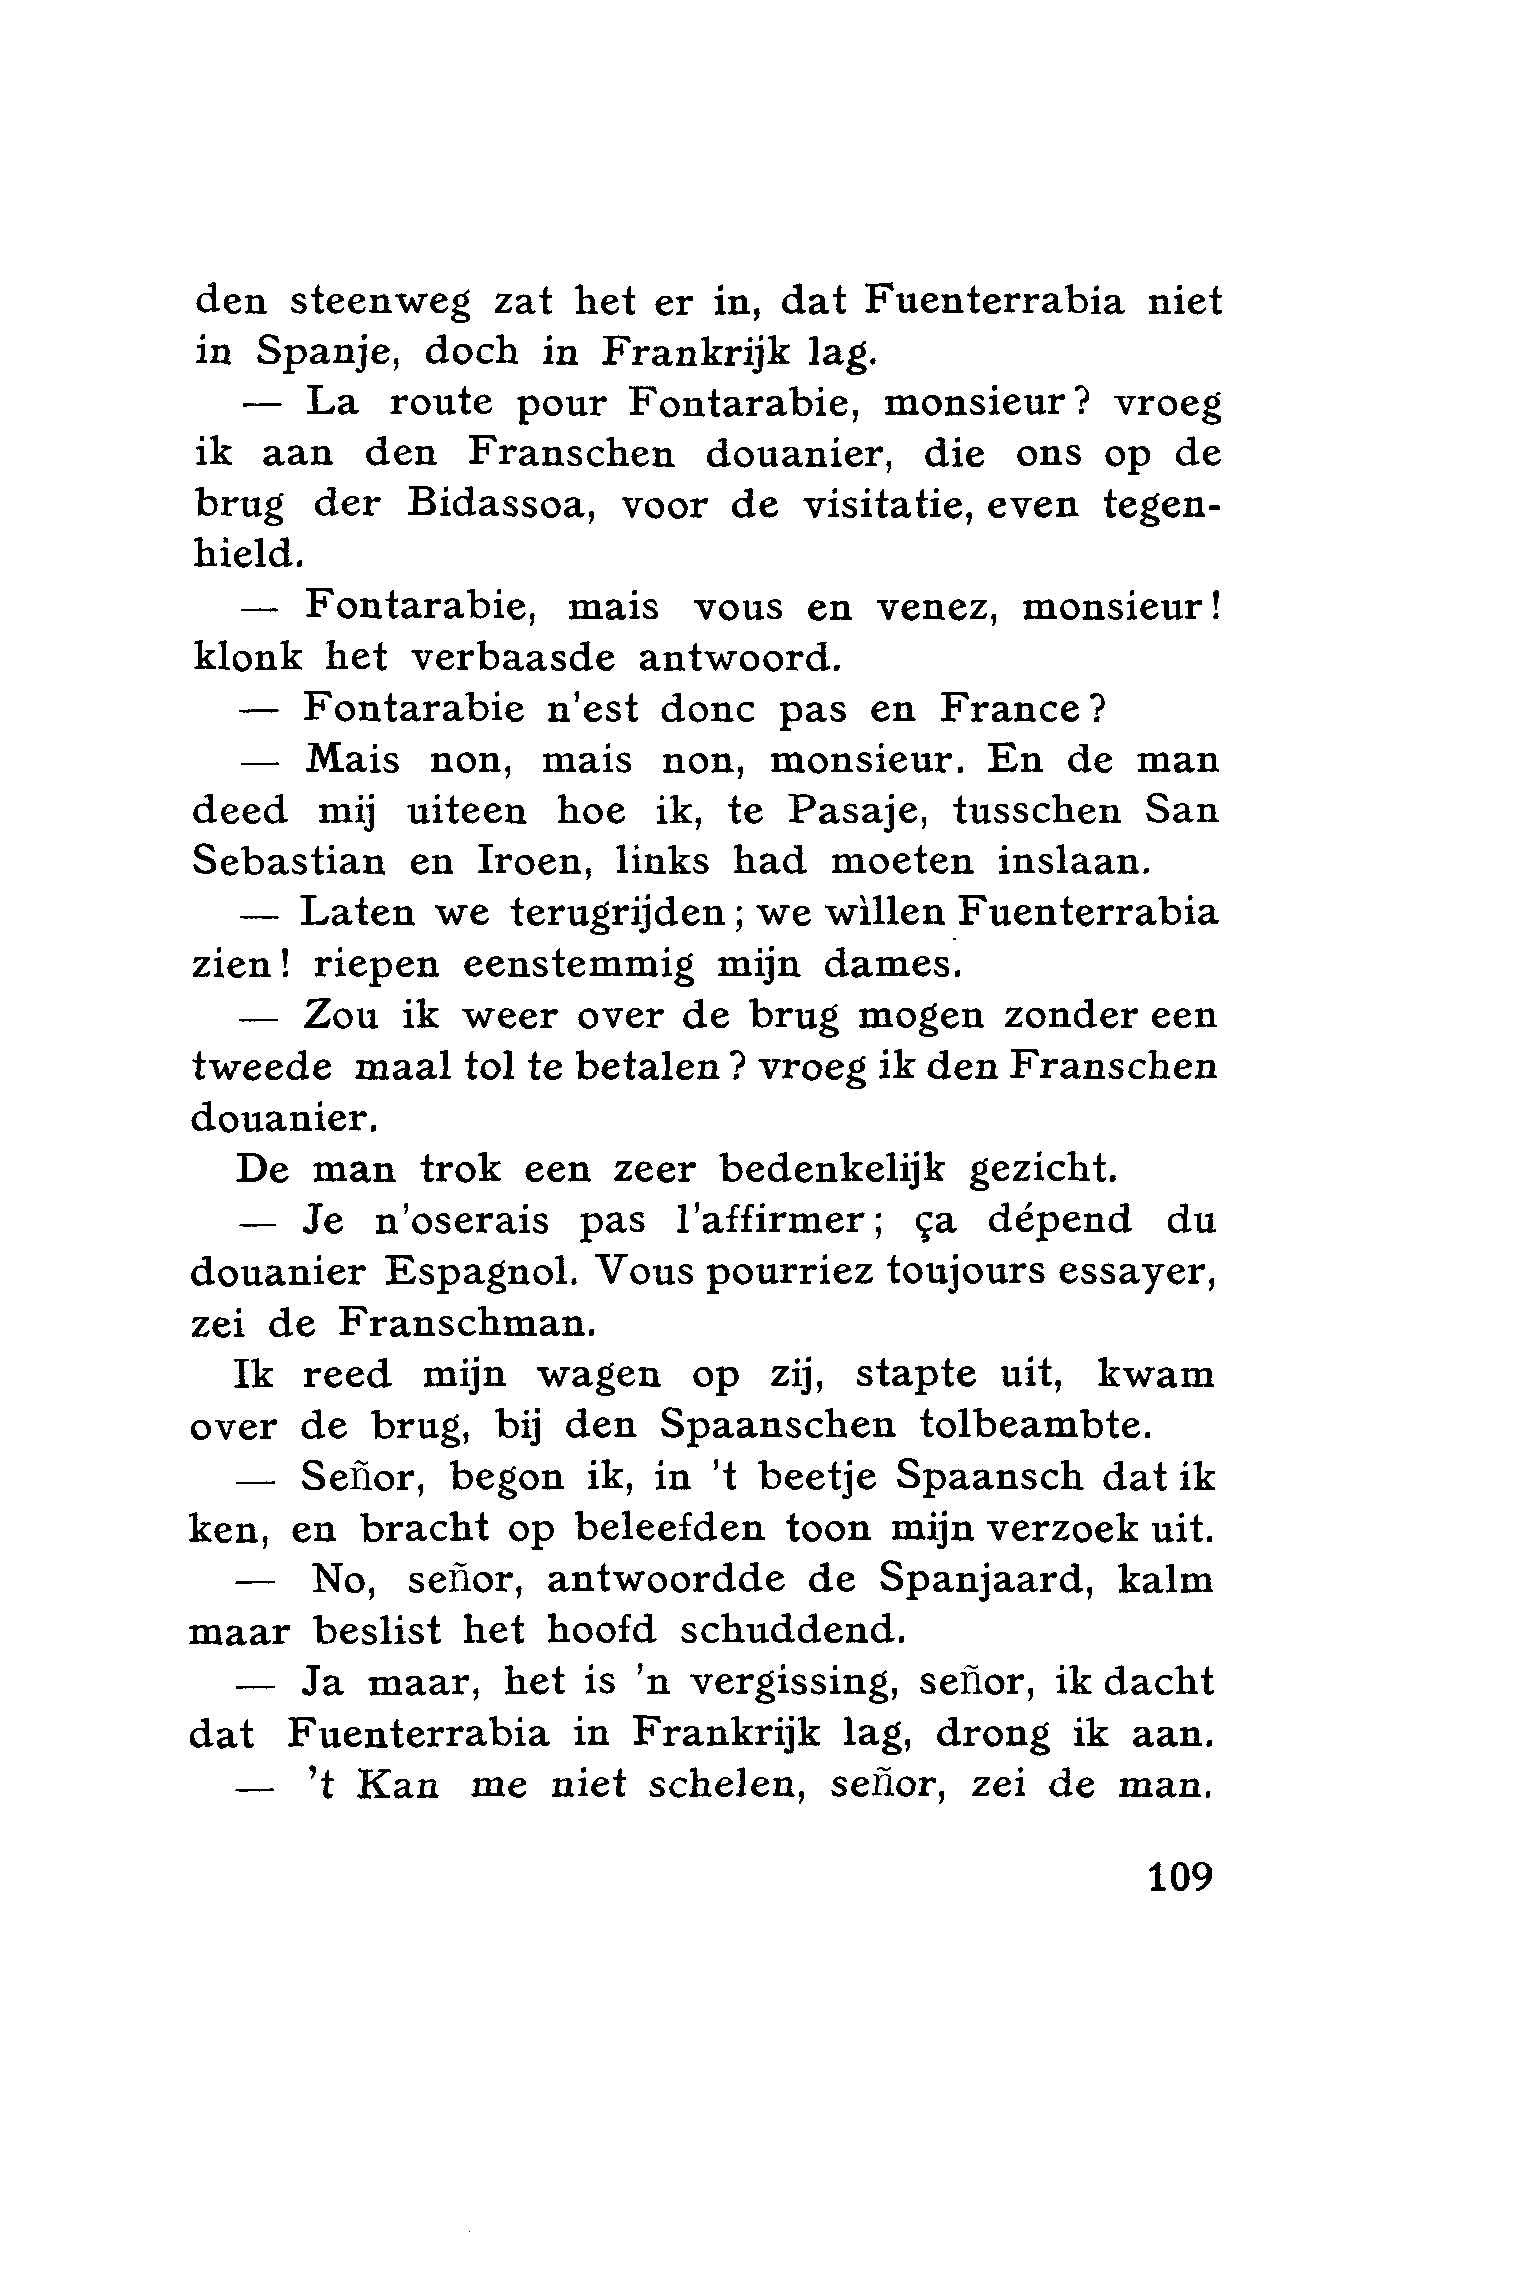 den steenweg zat het er in, dat Fuenterrabia niet
in Spanje, doch in Frankrijk lag.
— La route pour Fontarabie, monsieur? vroeg
ik aan den Franschen douanier, die ons op de
brug der Bidassoa, voor de visitatie, even tegen-
hield.
— Fontarabie, mais vous en venez, monsieur!
klonk het verbaasde antwoord.
— Fontarabie n'est donc pas en France?
— Mais non, mais non, monsieur. En de man
deed mij uiteen hoe ik, te Pasaje, tusschen San
Sebastian en Iroen, links had moeten inslaan.
— Laten we terugrijden; we willen Fuenterrabia
zien! riepen eenstemmig mijn dames.
— Zou ik weer over de brug mogen zonder een
tweede maal tol te betalen? vroeg ik den Franschen
douanier.
De man trok een zeer bedenkelijk gezicht.
— Je n'oserais pas l'affirmer; ça dépend du
douanier Espagnol. Vous pourriez toujours essayer,
zei de Franschman.
Ik reed mijn wagen op zij, stapte uit, kwam
over de brug, bij den Spaanschen tolbeambte.
— Señor, begon ik, in 't beetje Spaansch dat ik
ken, en bracht op beleefden toon mijn verzoek uit.
— No, señor, antwoordde de Spanjaard, kalm
maar beslist het hoofd schuddend.
— Ja maar, het is 'n vergissing, señor, ik dacht
dat Fuenterrabia in Frankrijk lag, drong ik aan.
— 't Kan me niet schelen, señor, zei de man.
109